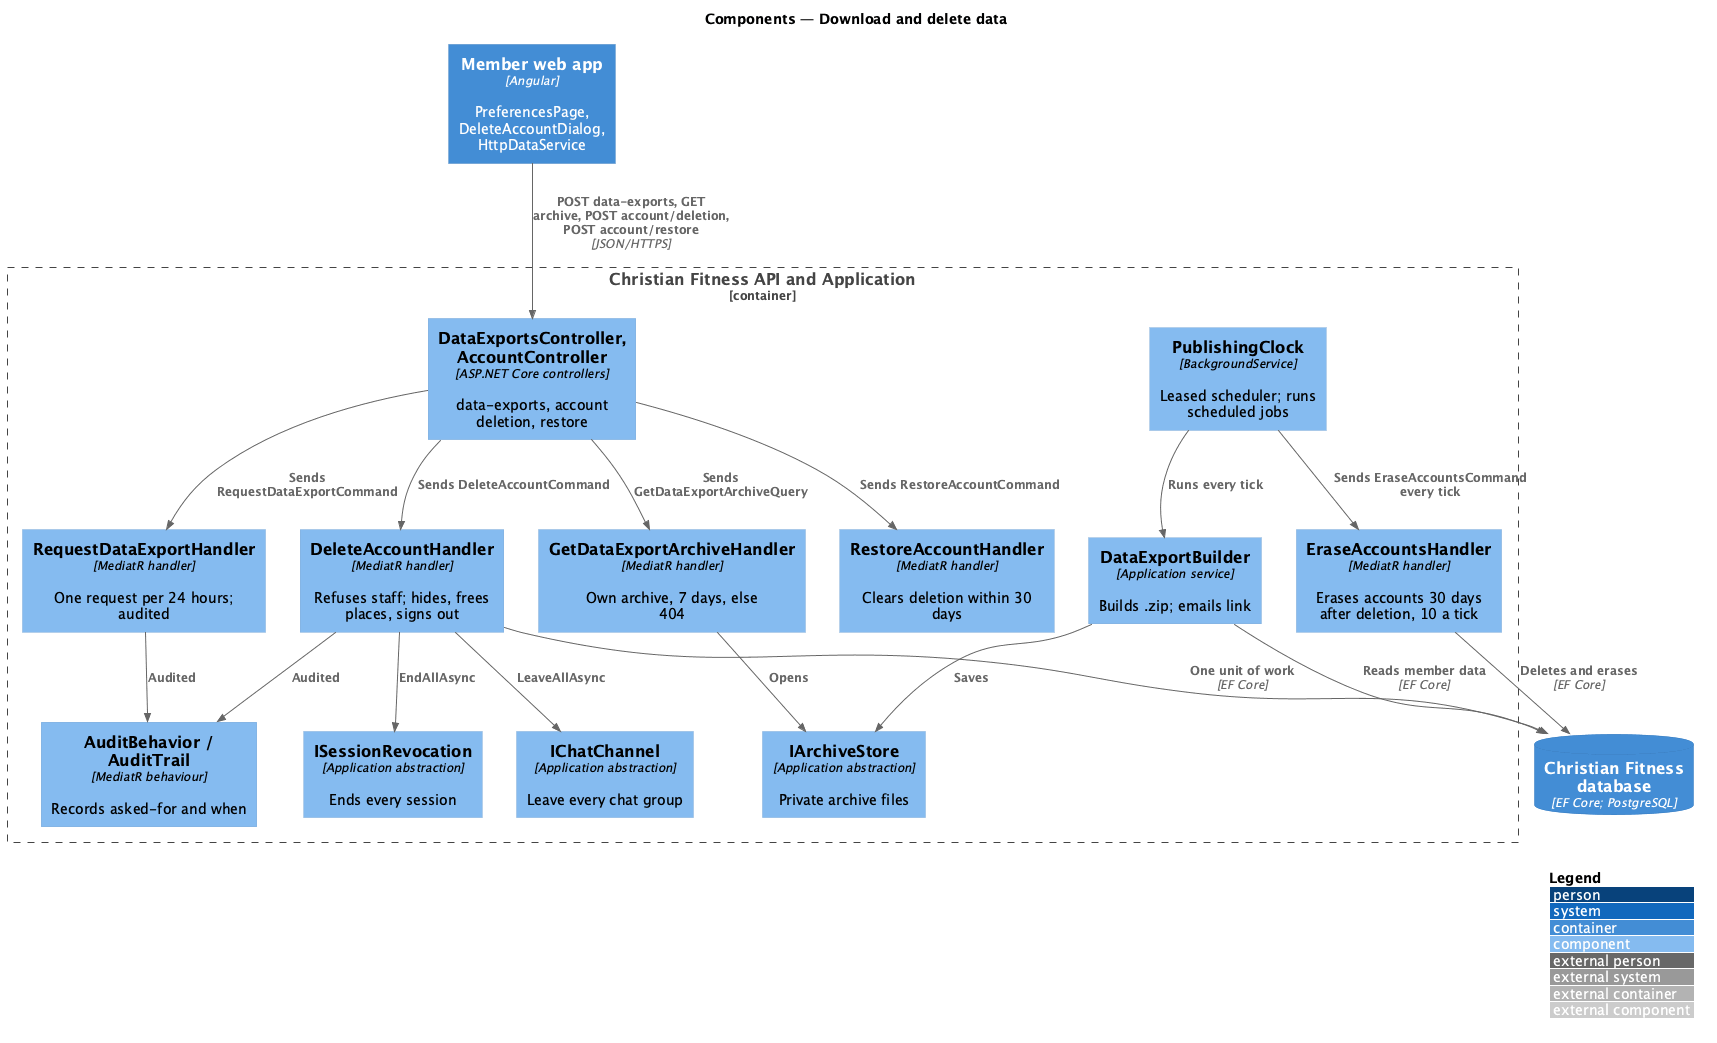 Components — Download and delete data
Member web app
[Angular]
PreferencesPage,
DeleteAccountDialog,
HttpDataService
POST data-exports, GET
archive, POST account/deletion,
POST account/restore
[JSON/HTTPS]
Christian Fitness API and Application
[container]
DataExportsController,
AccountController
[ASP.NET Core controllers]
data-exports, account
deletion, restore
PublishingClock
[BackgroundService]
Leased scheduler; runs
scheduled jobs
Sends
RequestDataExportCommand
Sends DeleteAccountCommand
Sends
GetDataExportArchiveQuery
Sends RestoreAccountCommand
Runs every tick
Sends EraseAccountsCommand
every tick
RequestDataExportHandler
[MediatR handler]
One request per 24 hours;
audited
DeleteAccountHandler
[MediatR handler]
Refuses staff; hides, frees
places, signs out
GetDataExportArchiveHandler
[MediatR handler]
Own archive, 7 days, else
404
RestoreAccountHandler
[MediatR handler]
Clears deletion within 30
days
DataExportBuilder
[Application service]
Builds .zip; emails link
EraseAccountsHandler
[MediatR handler]
Erases accounts 30 days
after deletion, 10 a tick
Audited
Audited
EndAllAsync
LeaveAllAsync
Opens
Saves
One unit of work
[EF Core]
Reads member data
[EF Core]
Deletes and erases
[EF Core]
AuditBehavior /
AuditTrail
[MediatR behaviour]
Records asked-for and when
ISessionRevocation
[Application abstraction]
Ends every session
IChatChannel
[Application abstraction]
Leave every chat group
IArchiveStore
[Application abstraction]
Private archive files
Christian Fitness
database
[EF Core; PostgreSQL]
Legend
person
system
container
component
external person
external system
external container
external component